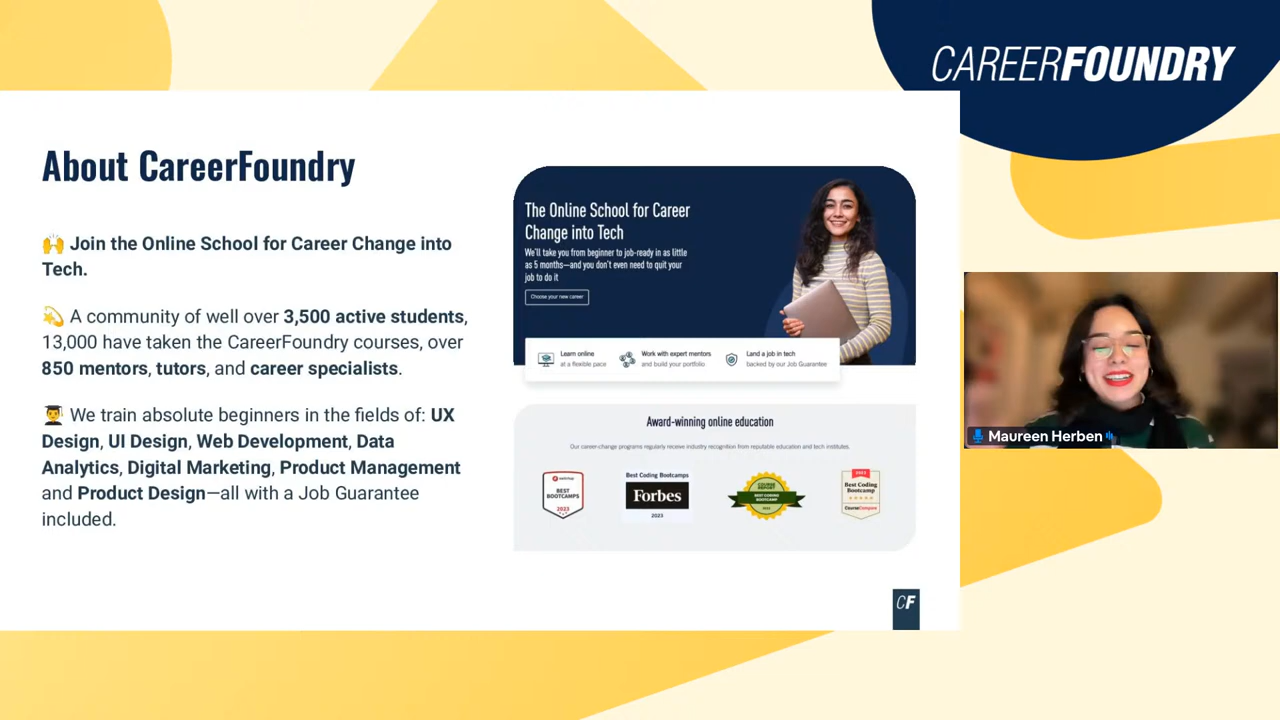 CAREERFOUNDRY
About CareerFoundry
🙌 Join the Online School for Career Change into
Tech.
💫 A community of well over 3,500 active students,
13,000 have taken the CareerFoundry courses, over
850 mentors, tutors, and career specialists.
👨‍🎓 We train absolute beginners in the fields of: UX
Design, UI Design, Web Development, Data
Analytics, Digital Marketing, Product Management
and Product Design—all with a Job Guarantee
included.
The Online School for Career
Change into Tech
We'll take you from beginner to job-ready in as little
as 5 months—and you don't even need to quit your
job to do it
Choose your new career
Learn online
at a flexible pace
Work with expert mentors
and build your portfolio
Land a job in tech
backed by our Job Guarantee
Award-winning online education
Our career-change programs regularly receive industry recognition from reputable education and tech institutes.
BEST
BOOTCAMPS
2023
Best Coding Bootcamps
Forbes
2023
COURSE
REPORT
BEST CODING
BOOTCAMP
2023
Best Coding
Bootcamp
CourseCompare
CF
Maureen Herben